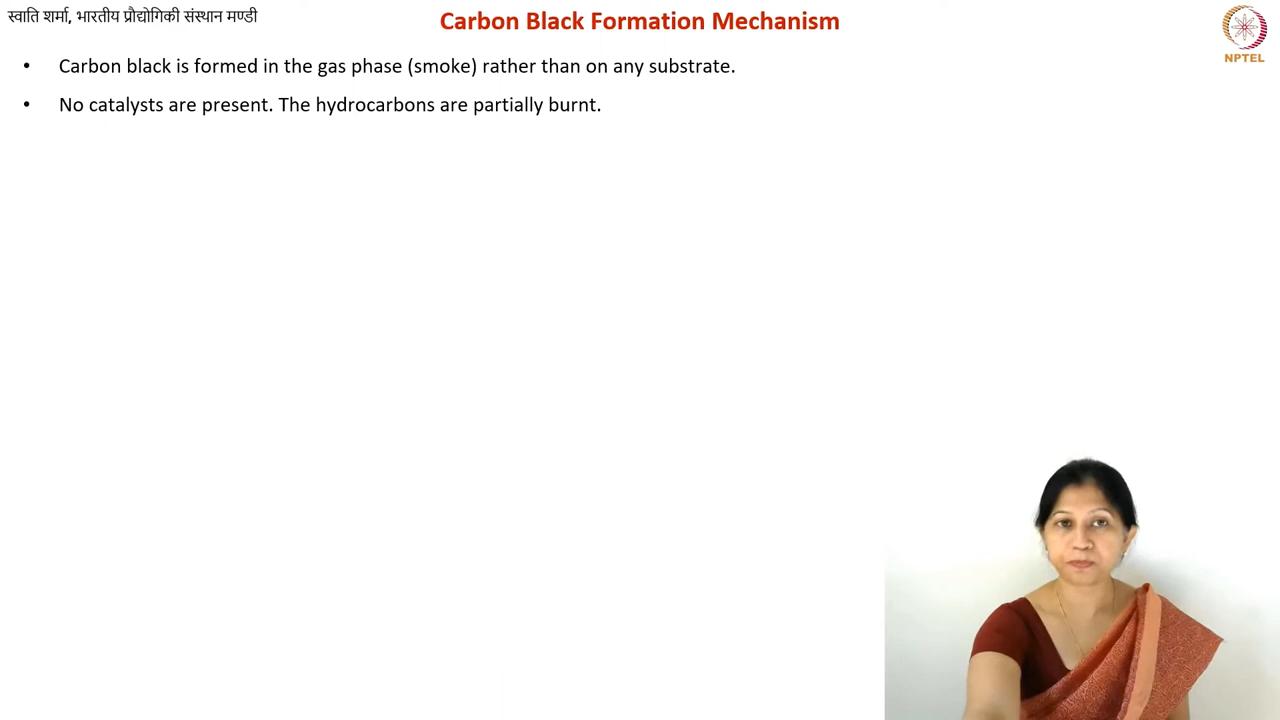 स्वाति शर्मा, भारतीय प्रौद्योगिकी संस्थान मण्डी
Carbon Black Formation Mechanism
NPTEL
• Carbon black is formed in the gas phase (smoke) rather than on any substrate.
• No catalysts are present. The hydrocarbons are partially burnt.